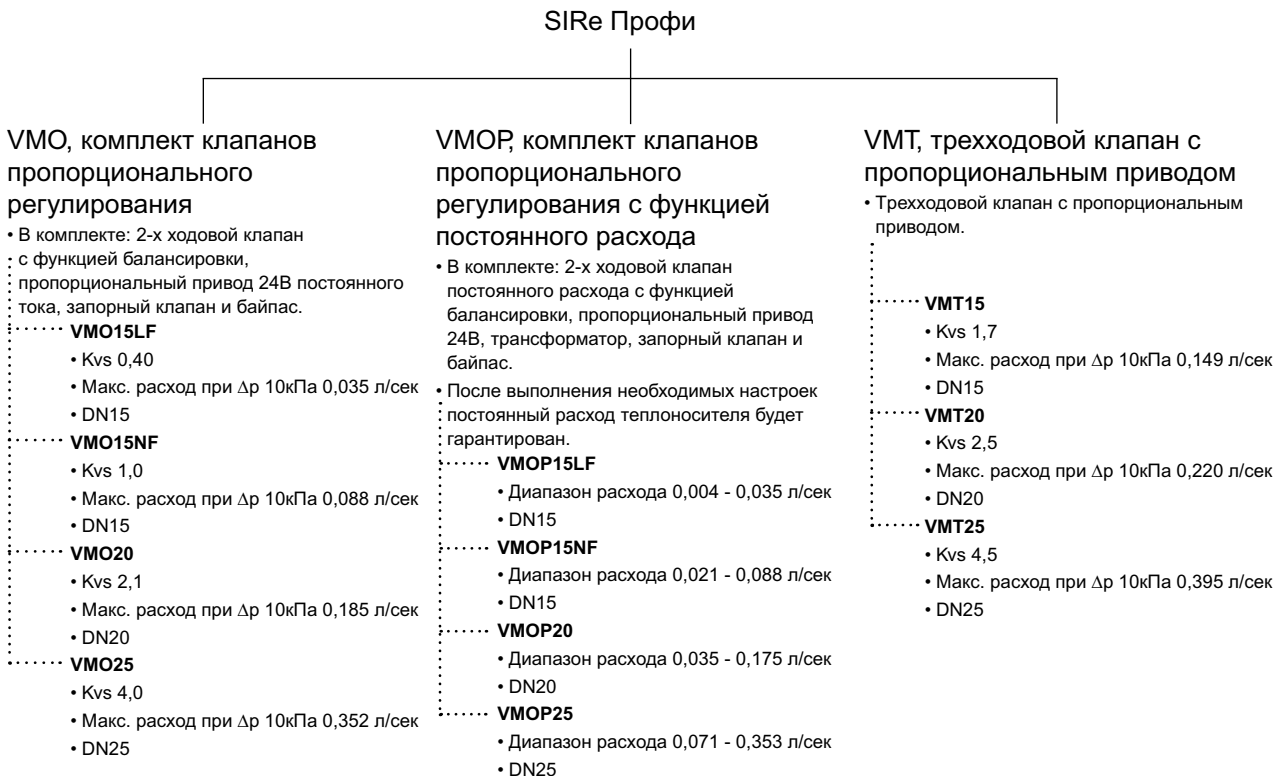 SIRe Профи
VMO, комплект клапанов
пропорционального
регулирования
• В комплекте: 2-х ходовой клапан
с функцией балансировки,
пропорциональный привод 24В постоянного
тока, запорный клапан и байпас.
VMO15LF
• Kvs 0,40
• Макс. расход при Δp 10кПа 0,035 л/сек
• DN15
VMO15NF
• Kvs 1,0
• Макс. расход при Δp 10кПа 0,088 л/сек
• DN15
VMO20
• Kvs 2,1
• Макс. расход при Δp 10кПа 0,185 л/сек
• DN20
VMO25
• Kvs 4,0
• Макс. расход при Δp 10кПа 0,352 л/сек
• DN25
VMOP, комплект клапанов
пропорционального
регулирования с функцией
постоянного расхода
• В комплекте: 2-х ходовой клапан
постоянного расхода с функцией
балансировки, пропорциональный привод
24В, трансформатор, запорный клапан и
байпас.
• После выполнения необходимых настроек
постоянный расход теплоносителя будет
гарантирован.
VMOP15LF
• Диапазон расхода 0,004 - 0,035 л/сек
• DN15
VMOP15NF
• Диапазон расхода 0,021 - 0,088 л/сек
• DN15
VMOP20
• Диапазон расхода 0,035 - 0,175 л/сек
• DN20
VMOP25
• Диапазон расхода 0,071 - 0,353 л/сек
• DN25
VMT, трехходовой клапан с
пропорциональным приводом
• Трехходовой клапан с пропорциональным
приводом.
VMT15
• Kvs 1,7
• Макс. расход при Δp 10кПа 0,149 л/сек
• DN15
VMT20
• Kvs 2,5
• Макс. расход при Δp 10кПа 0,220 л/сек
• DN20
VMT25
• Kvs 4,5
• Макс. расход при Δp 10кПа 0,395 л/сек
• DN25